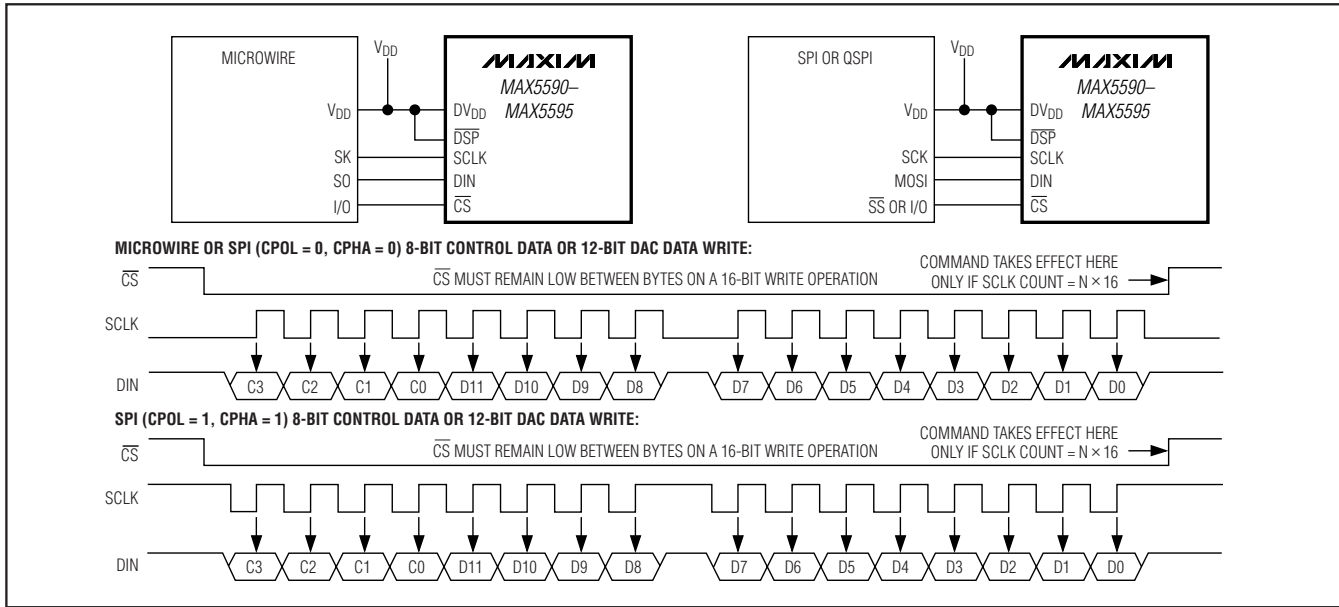 MICROWIRE
VDD
MAXIM
MAX5590–
MAX5595
VDD
DVDD
DSP
SK
SCLK
SO
DIN
I/O
CS
SPI OR QSPI
VDD
MAXIM
MAX5590–
MAX5595
VDD
DVDD
DSP
SCK
SCLK
MOSI
DIN
SS OR I/O
CS
MICROWIRE OR SPI (CPOL = 0, CPHA = 0) 8-BIT CONTROL DATA OR 12-BIT DAC DATA WRITE:
CS
CS MUST REMAIN LOW BETWEEN BYTES ON A 16-BIT WRITE OPERATION
COMMAND TAKES EFFECT HERE
ONLY IF SCLK COUNT = N × 16
SCLK
DIN C3 C2 C1 C0 D11 D10 D9 D8 D7 D6 D5 D4 D3 D2 D1 D0
SPI (CPOL = 1, CPHA = 1) 8-BIT CONTROL DATA OR 12-BIT DAC DATA WRITE:
CS
CS MUST REMAIN LOW BETWEEN BYTES ON A 16-BIT WRITE OPERATION
COMMAND TAKES EFFECT HERE
ONLY IF SCLK COUNT = N × 16
SCLK
DIN C3 C2 C1 C0 D11 D10 D9 D8 D7 D6 D5 D4 D3 D2 D1 D0